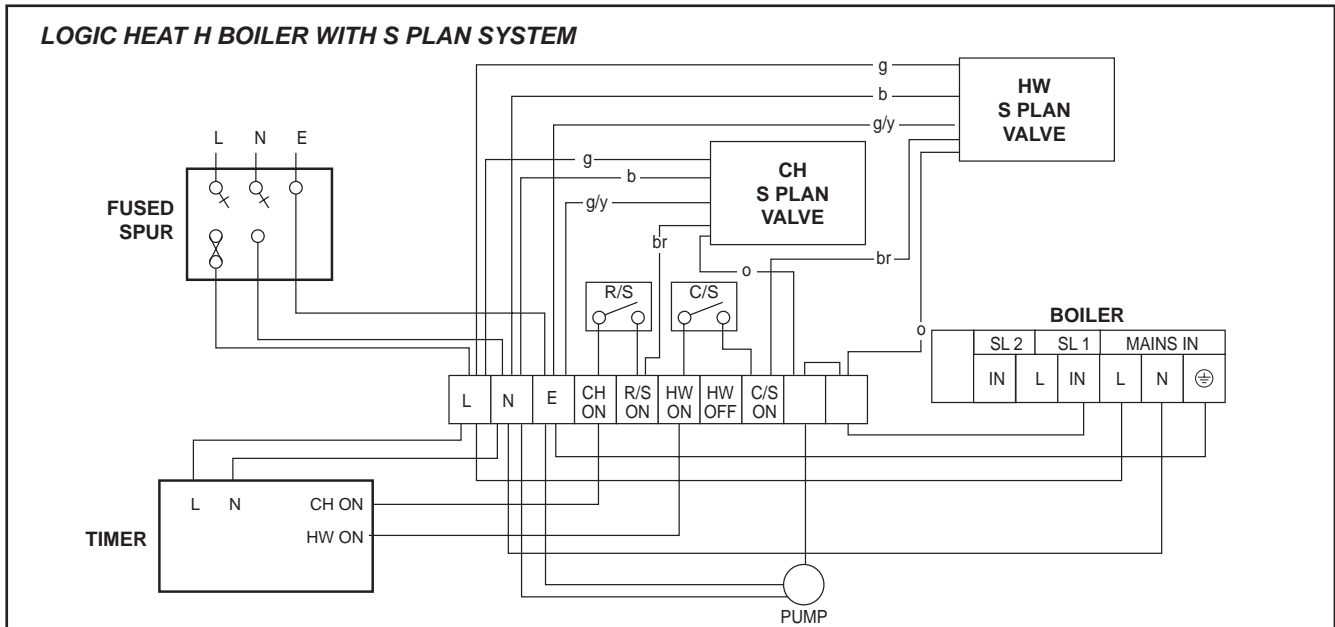 LOGIC HEAT H BOILER WITH S PLAN SYSTEM
g
b
g/y
HW
S PLAN
VALVE
L N E
FUSED
SPUR
g
b
g/y
br
o
CH
S PLAN
VALVE
br
o
R/S
C/S
BOILER
SL 2 SL 1 MAINS IN
IN L IN L N
L N E CH ON R/S ON HW ON HW OFF C/S ON
TIMER
L N CH ON
HW ON
PUMP